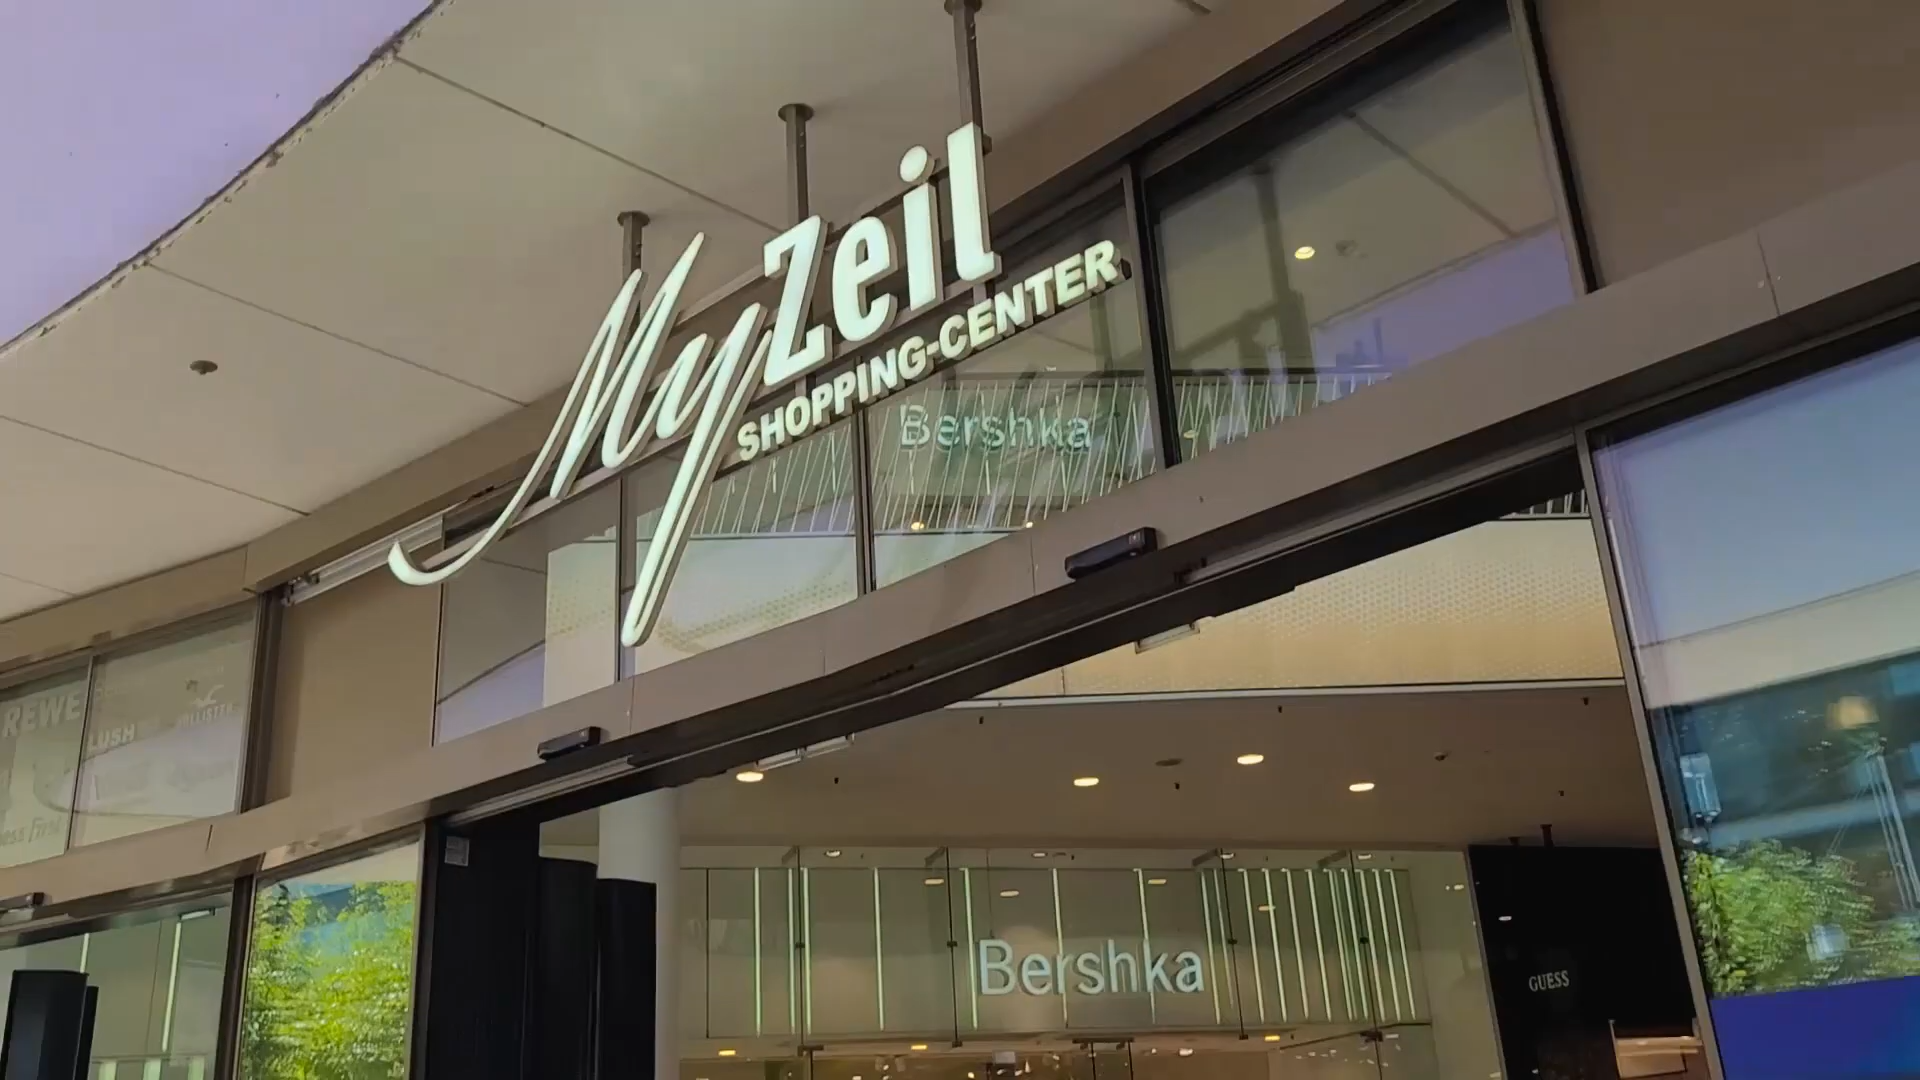 MyZeil
SHOPPING-CENTER
Bershka
REWE
LUSH
HOLLISTER
Bershka
GUESS